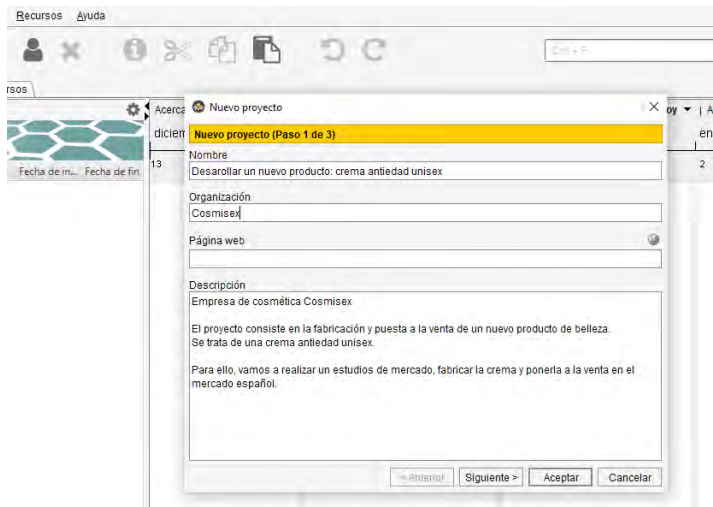 Recursos Ayuda
Ctrl + F
rsos
Acerca
oy
A
dicien
en
13
2
Fecha de in... Fecha de fin
Nuevo proyecto
Nuevo proyecto (Paso 1 de 3)
Nombre
Desarollar un nuevo producto: crema antiedad unisex
Organización
Cosmisex
Página web
Descripción
Empresa de cosmética Cosmisex
El proyecto consiste en la fabricación y puesta a la venta de un nuevo producto de belleza.
Se trata de una crema antiedad unisex.
Para ello, vamos a realizar un estudios de mercado, fabricar la crema y ponerla a la venta en el
mercado español.
< Anterior Siguiente > Aceptar Cancelar